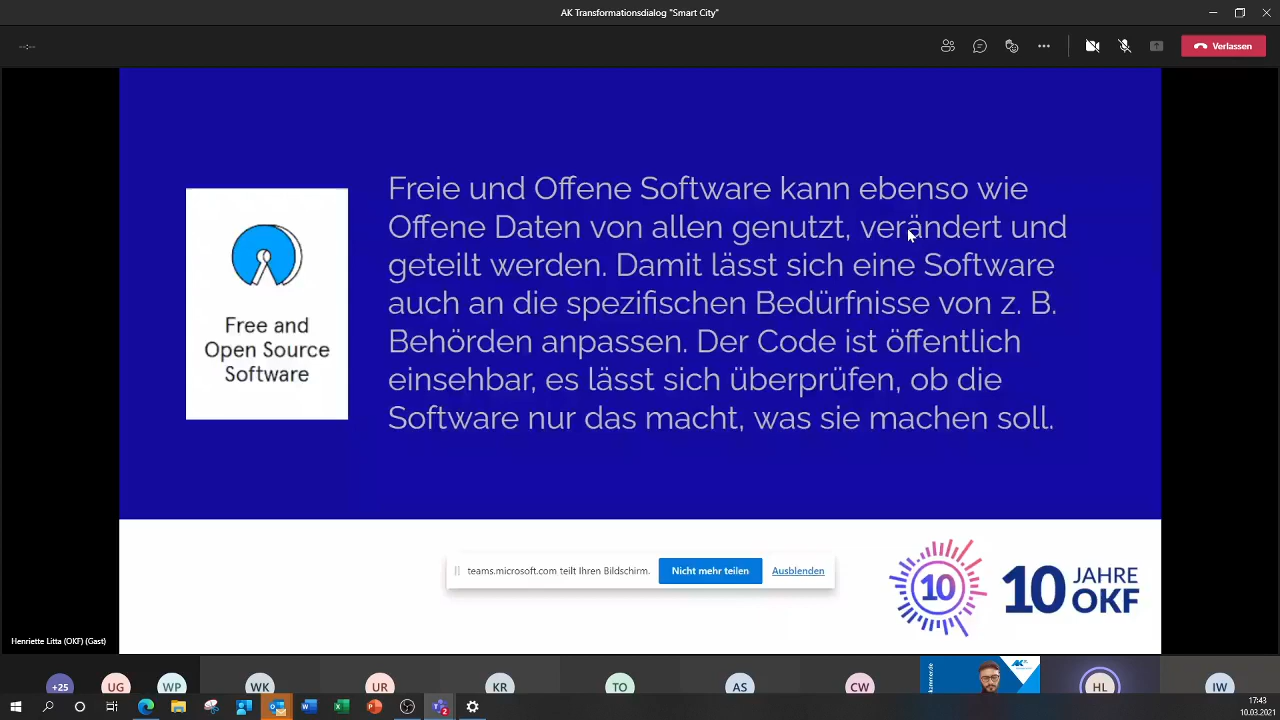 AK Transformationsdialog "Smart City"
--:--
Verlassen
Freie und Offene Software kann ebenso wie
Offene Daten von allen genutzt, verändert und
geteilt werden. Damit lässt sich eine Software
auch an die spezifischen Bedürfnisse von z. B.
Behörden anpassen. Der Code ist öffentlich
einsehbar, es lässt sich überprüfen, ob die
Software nur das macht, was sie machen soll.
Free and
Open Source
Software
teams.microsoft.com teilt Ihren Bildschirm.
Nicht mehr teilen
Ausblenden
10
10 JAHRE
OKF
Henriette Litta (OKF) (Gast)
+25
UG
WP
WK
UR
KR
TO
AS
CW
AK
HL
IW
17:43
10.03.2021